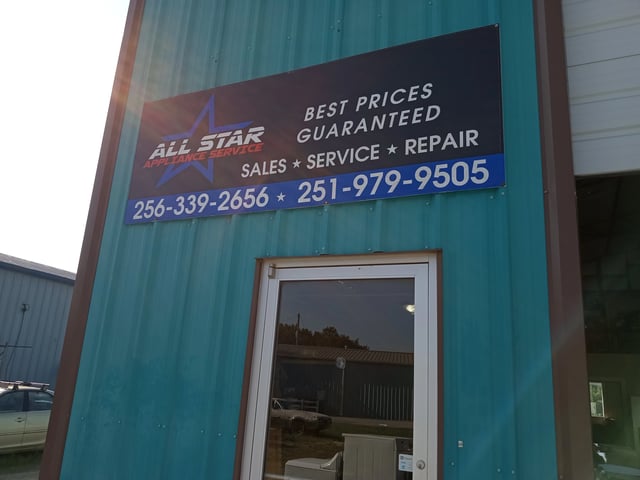 ALL STAR
APPLIANCE SERVICE
BEST PRICES
GUARANTEED
SALES ★ SERVICE ★ REPAIR
256-339-2656 ★ 251-979-9505